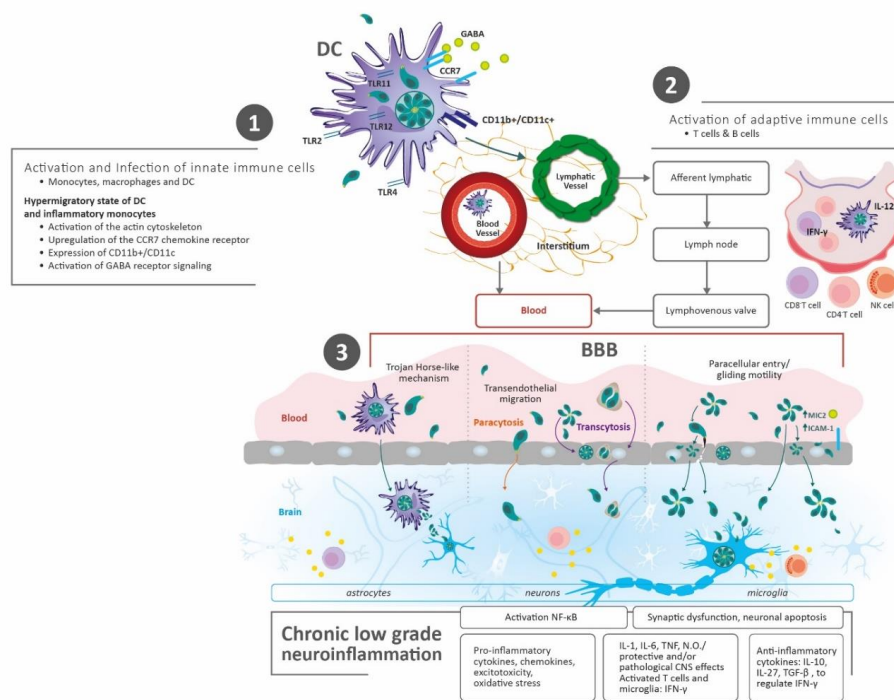 DC
GABA
CCR7
TLR11
TLR12
TLR2
TLR4
CD11b+/CD11c+
1
Activation and Infection of innate immune cells
• Monocytes, macrophages and DC
Hypermigratory state of DC
and inflammatory monocytes
• Activation of the actin cytoskeleton
• Upregulation of the CCR7 chemokine receptor
• Expression of CD11b+/CD11c
• Activation of GABA receptor signaling
Lymphatic
Vessel
Blood
Vessel
Interstitium
2
Activation of adaptive immune cells
• T cells & B cells
Afferent lymphatic
Lymph node
Lymphovenous valve
Blood
IL-12
IFN-γ
CD8+T cell
CD4+T cell
NK cell
3
BBB
Trojan Horse-like
mechanism
Transendothelial
migration
Paracellular entry/
gliding motility
Blood
Paracytosis
Transcytosis
↑MIC2
↑ICAM-1
Brain
astrocytes
neurons
microglia
Chronic low grade
neuroinflammation
Activation NF-κB
Synaptic dysfunction, neuronal apoptosis
Pro-inflammatory
cytokines, chemokines,
excitotoxicity,
oxidative stress
IL-1, IL-6, TNF, N.O./
protective and/or
pathological CNS effects
Activated T cells and
microglia: IFN-γ
Anti-inflammatory
cytokines: IL-10,
IL-27, TGF-β , to
regulate IFN-γ